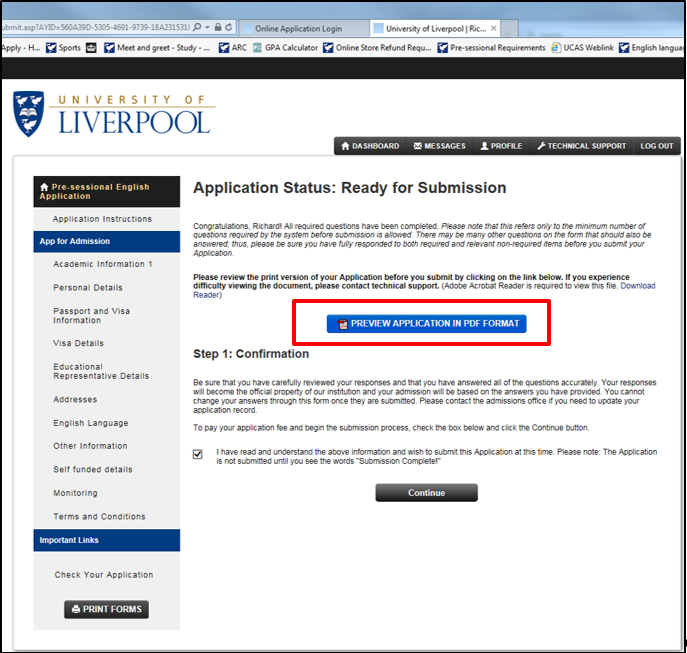 ubmit.asp?AYID=560A39D-5305-4691-9739-18A231531
Online Application Login
University of Liverpool | Ric...
Apply - H...
Sports
Meet and greet - Study - ...
ARC
GPA Calculator
Online Store Refund Requ...
Pre-sessional Requirements
UCAS Weblink
English languag
UNIVERSITY OF
LIVERPOOL
DASHBOARD
MESSAGES
PROFILE
TECHNICAL SUPPORT
LOG OUT
Pre-sessional English
Application
Application Instructions
App for Admission
Academic Information 1
Personal Details
Passport and Visa
Information
Visa Details
Educational
Representative Details
Addresses
English Language
Other Information
Self funded details
Monitoring
Terms and Conditions
Important Links
Check Your Application
PRINT FORMS
Application Status: Ready for Submission
Congratulations, Richard! All required questions have been completed. Please note that this refers only to the minimum number of
questions required by the system before submission is allowed. There may be many other questions on the form that should also be
answered; thus, please be sure you have fully responded to both required and relevant non-required items before you submit your
Application.
Please review the print version of your Application before you submit by clicking on the link below. If you experience
difficulty viewing the document, please contact technical support. (Adobe Acrobat Reader is required to view this file. Download
Reader)
PREVIEW APPLICATION IN PDF FORMAT
Step 1: Confirmation
Be sure that you have carefully reviewed your responses and that you have answered all of the questions accurately. Your responses
will become the official property of our institution and your admission will be based on the answers you have provided. You cannot
change your answers through this form once they are submitted. Please contact the admissions office if you need to update your
application record.
To pay your application fee and begin the submission process, check the box below and click the Continue button.
I have read and understand the above information and wish to submit this Application at this time. Please note: The Application
is not submitted until you see the words "Submission Complete!"
Continue